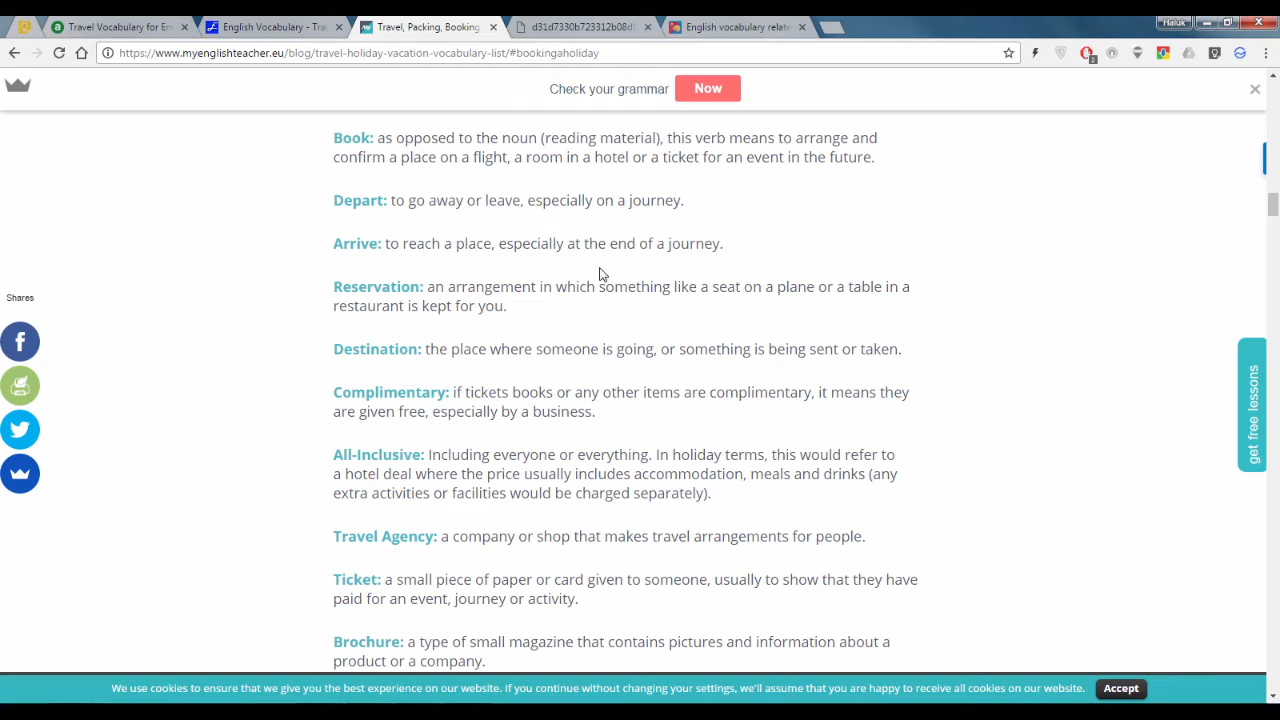 Travel Vocabulary for En
English Vocabulary - Tra
Travel, Packing, Booking
d31d7330b723312b08d
English vocabulary relate
Haluk
https://www.myenglishteacher.eu/blog/travel-holiday-vacation-vocabulary-list/#bookingaholiday
2
Check your grammar Now
Book: as opposed to the noun (reading material), this verb means to arrange and
confirm a place on a flight, a room in a hotel or a ticket for an event in the future.
Depart: to go away or leave, especially on a journey.
Arrive: to reach a place, especially at the end of a journey.
Reservation: an arrangement in which something like a seat on a plane or a table in a
restaurant is kept for you.
Shares
Destination: the place where someone is going, or something is being sent or taken.
Complimentary: if tickets books or any other items are complimentary, it means they
are given free, especially by a business.
get free lessons
All-Inclusive: Including everyone or everything. In holiday terms, this would refer to
a hotel deal where the price usually includes accommodation, meals and drinks (any
extra activities or facilities would be charged separately).
Travel Agency: a company or shop that makes travel arrangements for people.
Ticket: a small piece of paper or card given to someone, usually to show that they have
paid for an event, journey or activity.
Brochure: a type of small magazine that contains pictures and information about a
product or a company.
We use cookies to ensure that we give you the best experience on our website. If you continue without changing your settings, we'll assume that you are happy to receive all cookies on our website. Accept